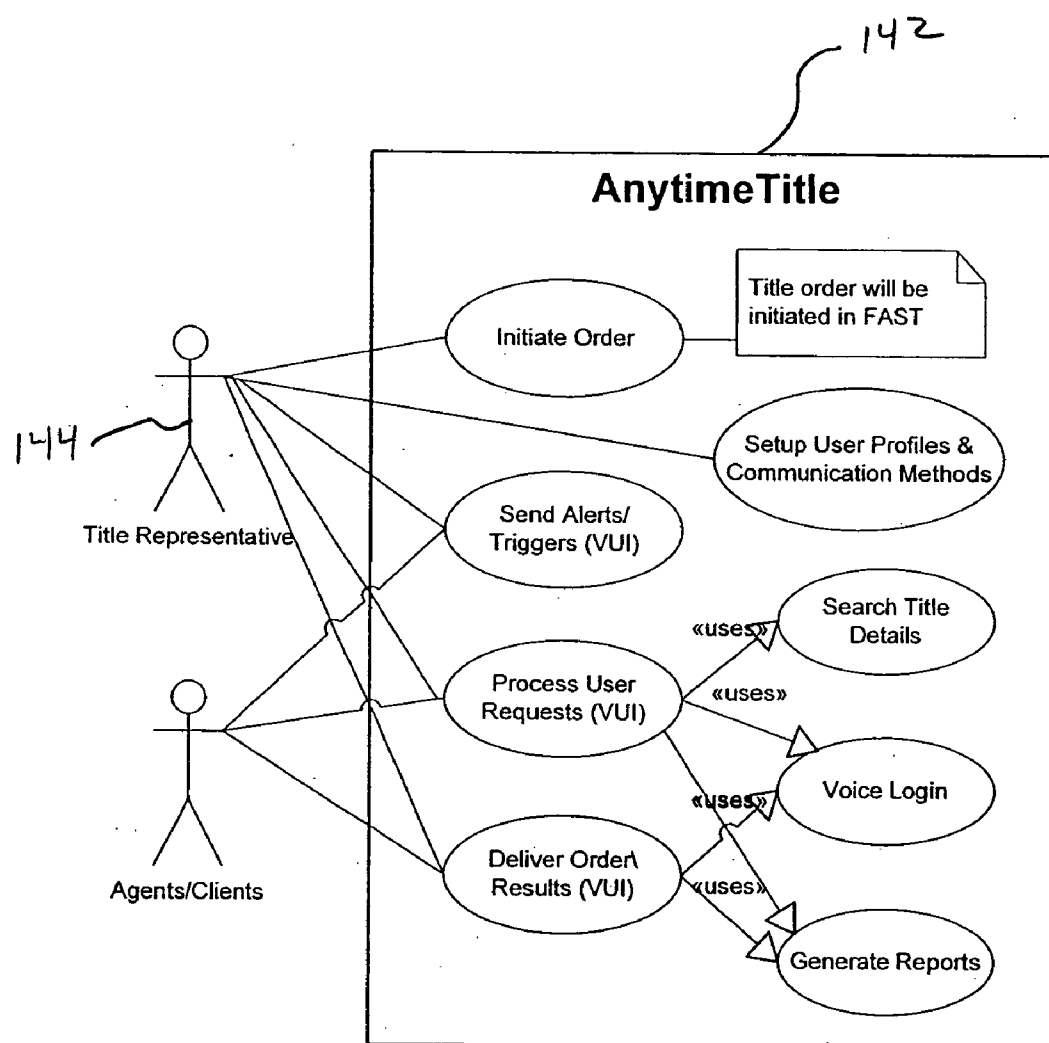 142
AnytimeTitle
Title order will be
initiated in FAST
Initiate Order
144
Title Representative
Setup User Profiles &
Communication Methods
Send Alerts/
Triggers (VUI)
Search Title
Details
«uses»
Process User
Requests (VUI)
«uses»
Voice Login
«uses»
Agents/Clients
Deliver Order\
Results (VUI)
«uses»
Generate Reports